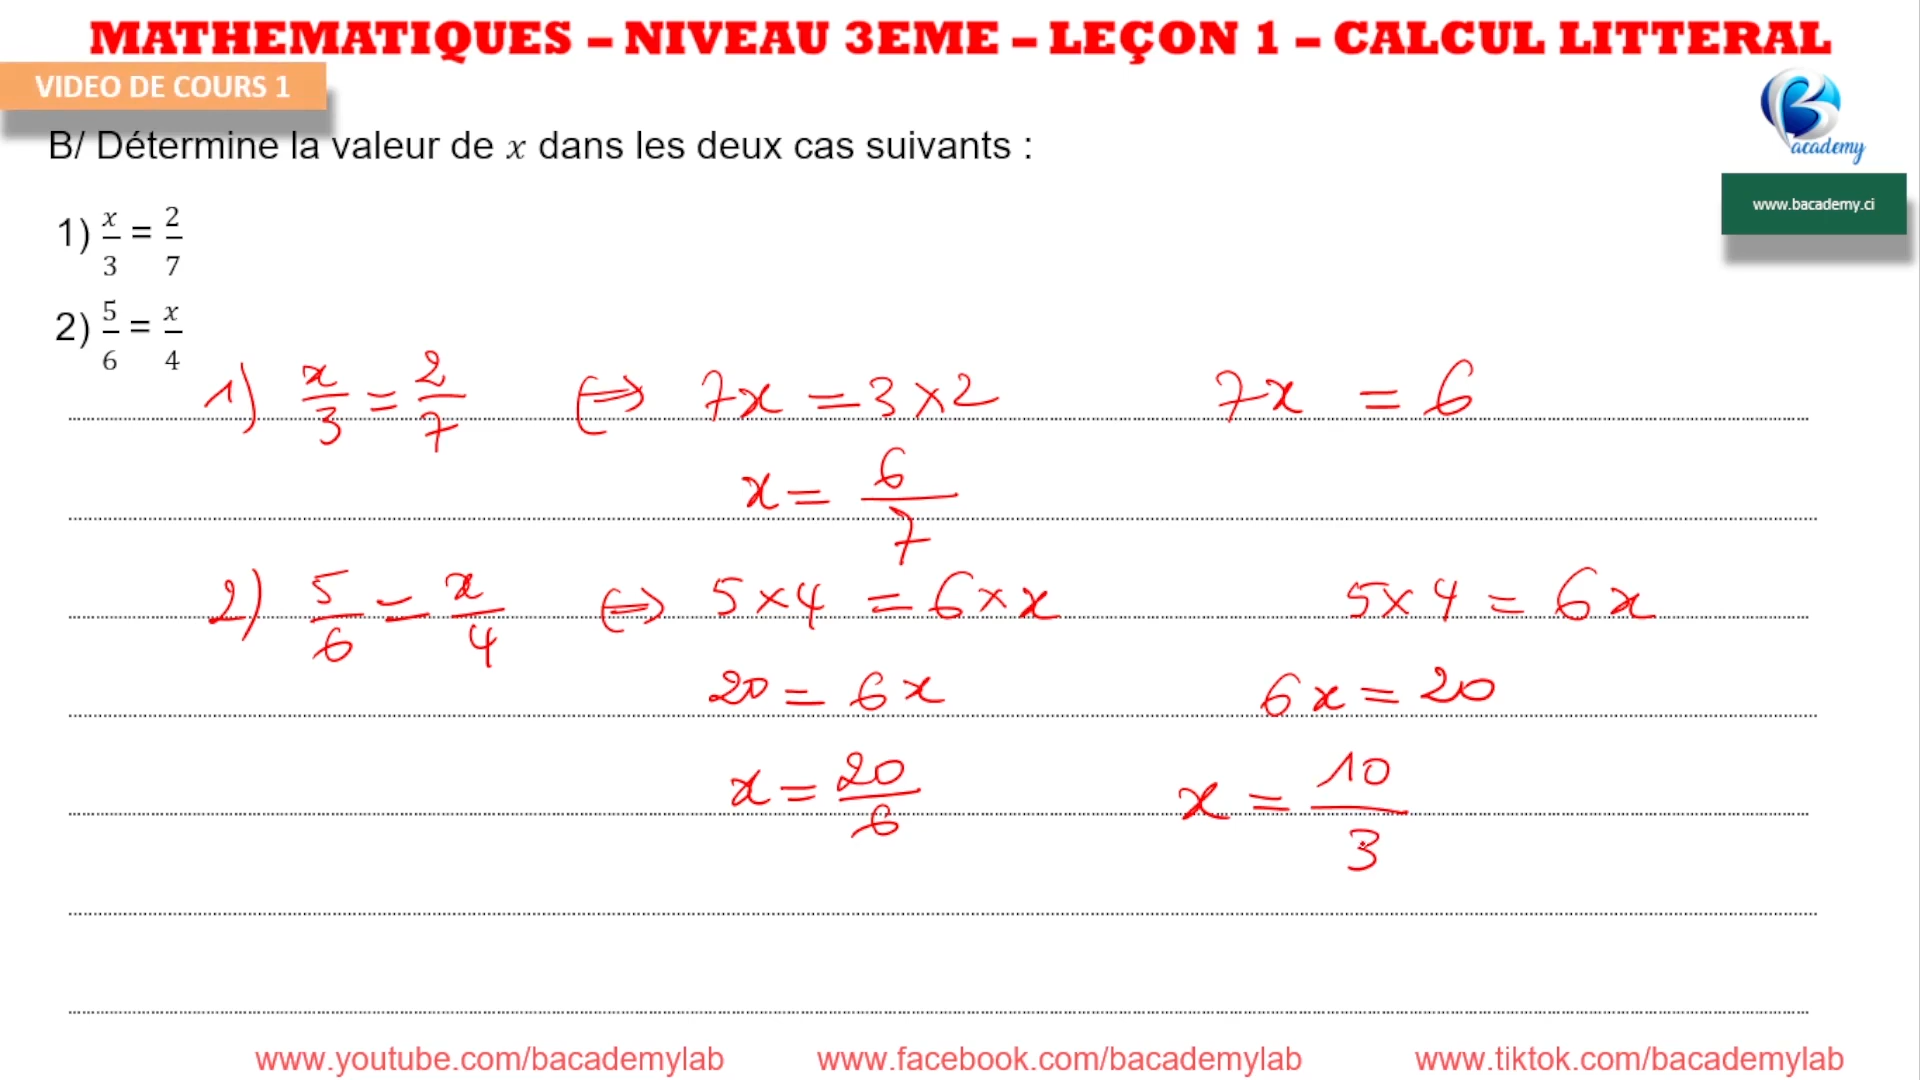 MATHEMATIQUES – NIVEAU 3EME – LEÇON 1 – CALCUL LITTERAL
VIDEO DE COURS 1
B academy
www.bacademy.ci
B/ Détermine la valeur de x dans les deux cas suivants :
1) x/3 = 2/7
2) 5/6 = x/4
1) x/3 = 2/7 ⇔ 7x = 3×2 7x = 6
x = 6/7
2) 5/6 = x/4 ⇔ 5×4 = 6×x 5×4 = 6x
20 = 6x 6x = 20
x = 20/6 x = 10/3
www.youtube.com/bacademylab www.facebook.com/bacademylab www.tiktok.com/bacademylab